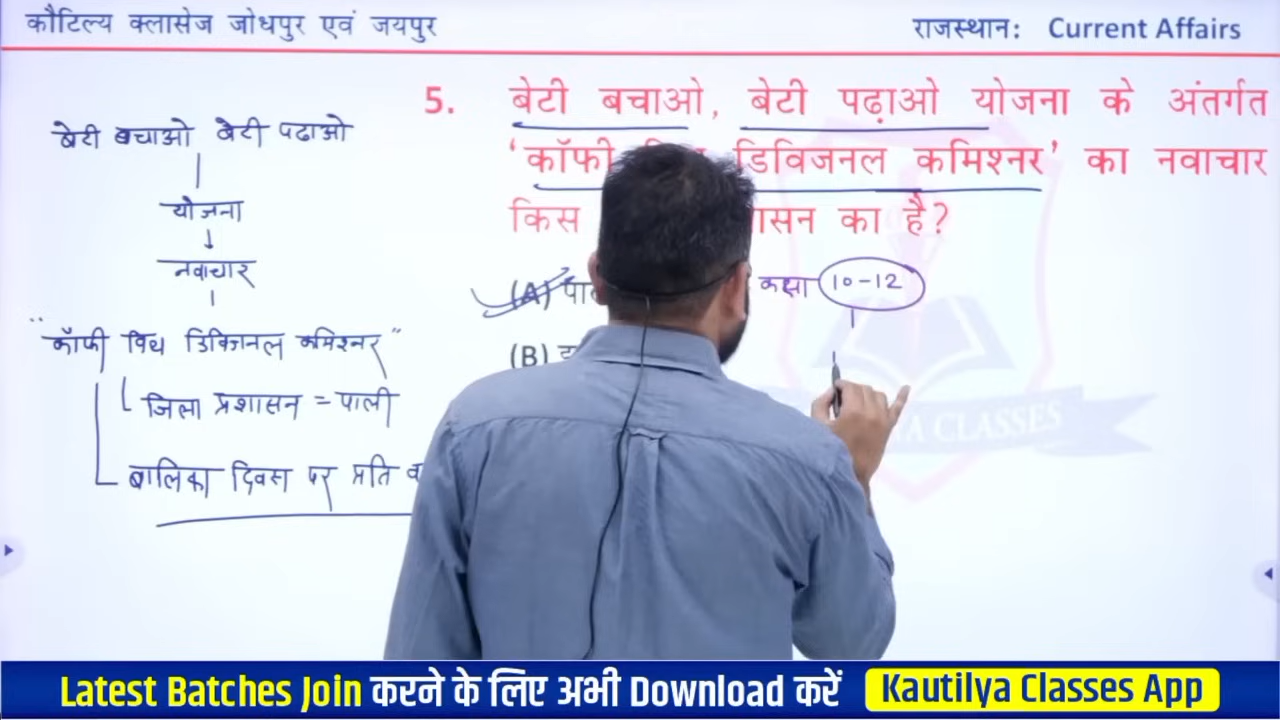 कौटिल्य क्लासेज जोधपुर एवं जयपुर
राजस्थान: Current Affairs
5. बेटी बचाओ, बेटी पढ़ाओ योजना के अंतर्गत
'कॉफी डिविजनल कमिश्नर' का नवाचार
किस का है?
(A)
(B)
कक्षा 10-12
बेटी बचाओ बेटी पढाओ
योजना
नवाचार
"कॉफी विथ डिविजनल कमिश्नर"
जिला प्रशासन = पाली
बालिका दिवस पर प्रति
CLASSES
Latest Batches Join करने के लिए अभी Download करें
Kautilya Classes App